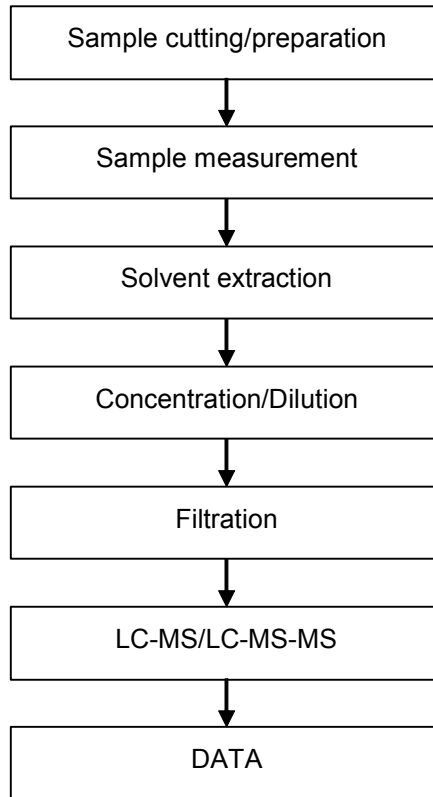 Sample cutting/preparation
Sample measurement
Solvent extraction
Concentration/Dilution
Filtration
LC-MS/LC-MS-MS
DATA